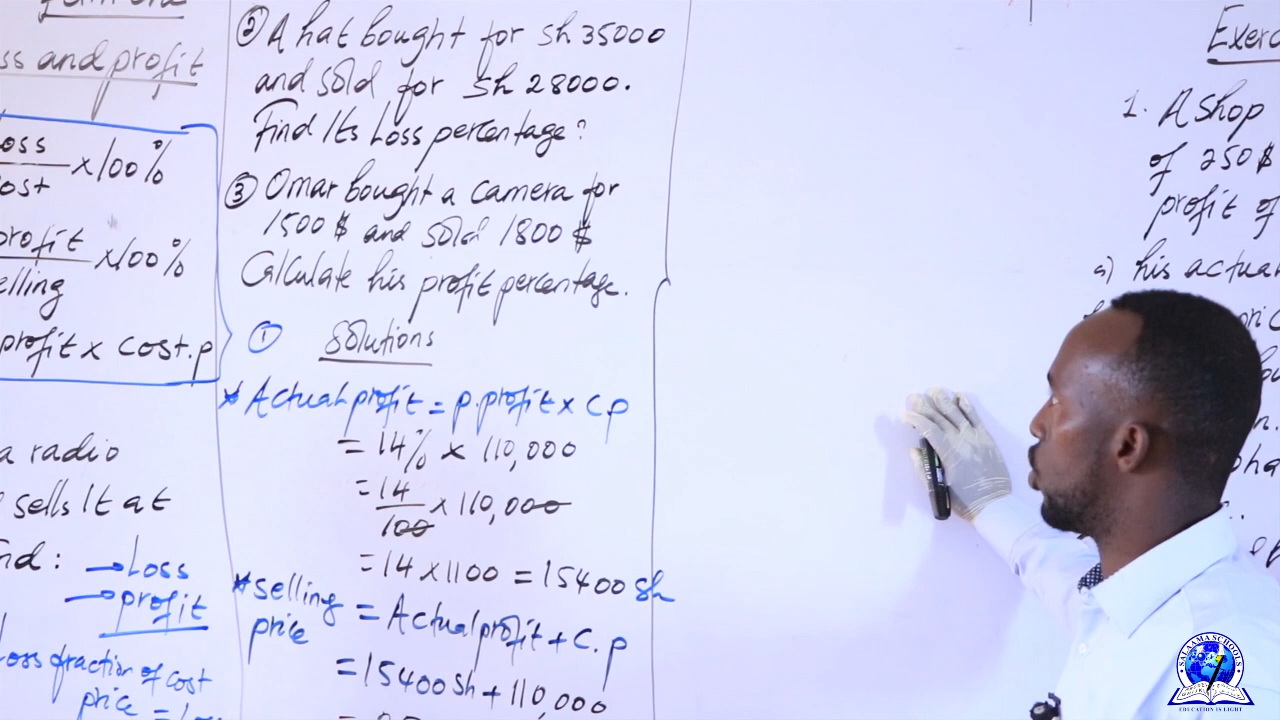 ss and profit
oss
ost
x100%
profit
elling
x100%
profit x cost.p
a radio
sells It at
nd: →Loss
→profit
Loss fraction of cost
price =
② A hat bought for Sh 35000
and sold for Sh 28000.
Find Its Loss percentage?
③ Omar bought a camera for
1500 $ and sold 1800 $
Calculate his profit percentage.
① Solutions
* Actual profit = p.profit x Cp
= 14% x 110,000
= 14/100 x 110,000
= 14 x 1100 = 15400 Sh
* Selling price = Actual profit + C.p
= 15400 Sh + 110,000
Exerc
1. A shop
of 250 $
profit of
a) his actual
SALAAMA SCHOOLS
EDUCATION IS LIGHT